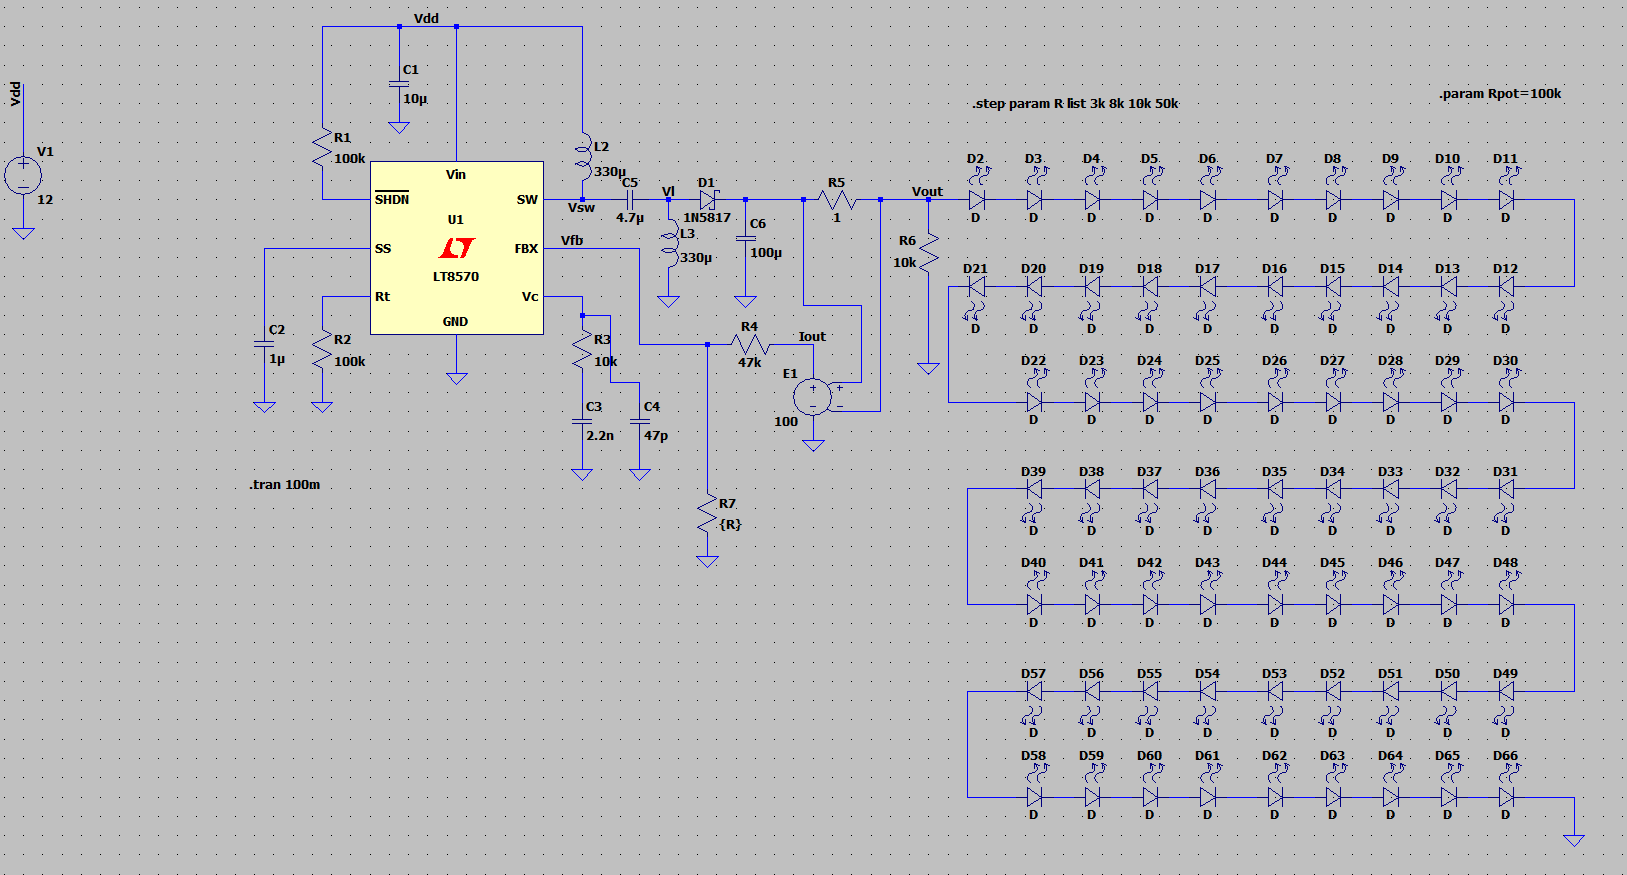 Vdd
.step param R list 3k 8k 10k 50k
.param Rpot=100k
Vdd
V1
12
C1
10µ
R1
100k
L2
330µ
Vin
SHDN
SW
U1
SS
FBX
LT8570
Rt
Vc
GND
Vsw
C5
4.7µ
Vl
D1
1N5817
L3
330µ
C6
100µ
R5
1
Vout
R6
10k
Vfb
C2
1µ
R2
100k
R3
10k
C3
2.2n
C4
47p
R4
47k
Iout
E1
100
R7
{R}
.tran 100m
D2 D3 D4 D5 D6 D7 D8 D9 D10 D11
D D D D D D D D D D
D21 D20 D19 D18 D17 D16 D15 D14 D13 D12
D D D D D D D D D D
D22 D23 D24 D25 D26 D27 D28 D29 D30
D D D D D D D D D
D39 D38 D37 D36 D35 D34 D33 D32 D31
D D D D D D D D D
D40 D41 D42 D43 D44 D45 D46 D47 D48
D D D D D D D D D
D57 D56 D55 D54 D53 D52 D51 D50 D49
D D D D D D D D D
D58 D59 D60 D61 D62 D63 D64 D65 D66
D D D D D D D D D